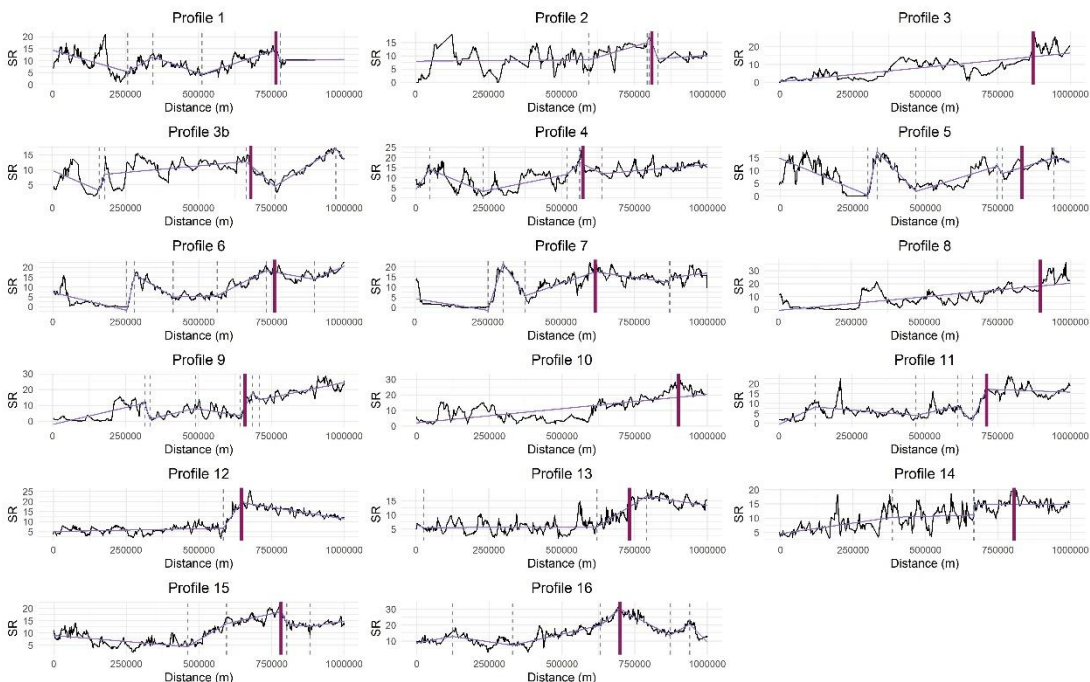 Profile 1
SR
20
15
10
5
0
0 250000 500000 750000 1000000
Distance (m)
Profile 2
SR
15
10
5
0
0 250000 500000 750000 1000000
Distance (m)
Profile 3
SR
20
10
0
0 250000 500000 750000 1000000
Distance (m)
Profile 3b
SR
15
10
5
0 250000 500000 750000 1000000
Distance (m)
Profile 4
SR
25
20
15
10
5
0
0 250000 500000 750000 1000000
Distance (m)
Profile 5
SR
15
10
5
0
0 250000 500000 750000 1000000
Distance (m)
Profile 6
SR
20
15
10
5
0
0 250000 500000 750000 1000000
Distance (m)
Profile 7
SR
20
15
10
5
0
0 250000 500000 750000 1000000
Distance (m)
Profile 8
SR
30
20
10
0
0 250000 500000 750000 1000000
Distance (m)
Profile 9
SR
30
20
10
0
0 250000 500000 750000 1000000
Distance (m)
Profile 10
SR
30
20
10
0
0 250000 500000 750000 1000000
Distance (m)
Profile 11
SR
20
15
10
5
0
0 250000 500000 750000 1000000
Distance (m)
Profile 12
SR
25
20
15
10
5
0 250000 500000 750000 1000000
Distance (m)
Profile 13
SR
15
10
5
0 250000 500000 750000 1000000
Distance (m)
Profile 14
SR
20
15
10
5
0 250000 500000 750000 1000000
Distance (m)
Profile 15
SR
20
15
10
5
0 250000 500000 750000 1000000
Distance (m)
Profile 16
SR
30
20
10
0 250000 500000 750000 1000000
Distance (m)